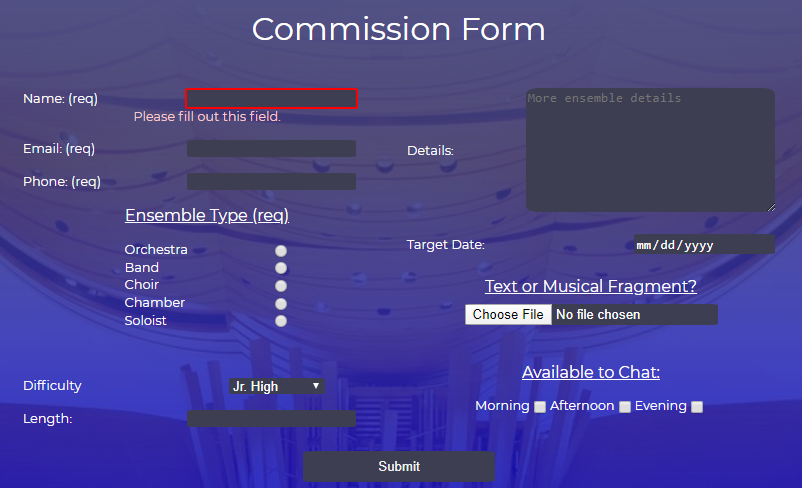 Commission Form
Name: (req)
Please fill out this field.
Email: (req)
Phone: (req)
Ensemble Type (req)
Orchestra
Band
Choir
Chamber
Soloist
Difficulty
Jr. High
Length:
More ensemble details
Details:
Target Date:
mm/dd/yyyy
Text or Musical Fragment?
Choose File No file chosen
Available to Chat:
Morning Afternoon Evening
Submit